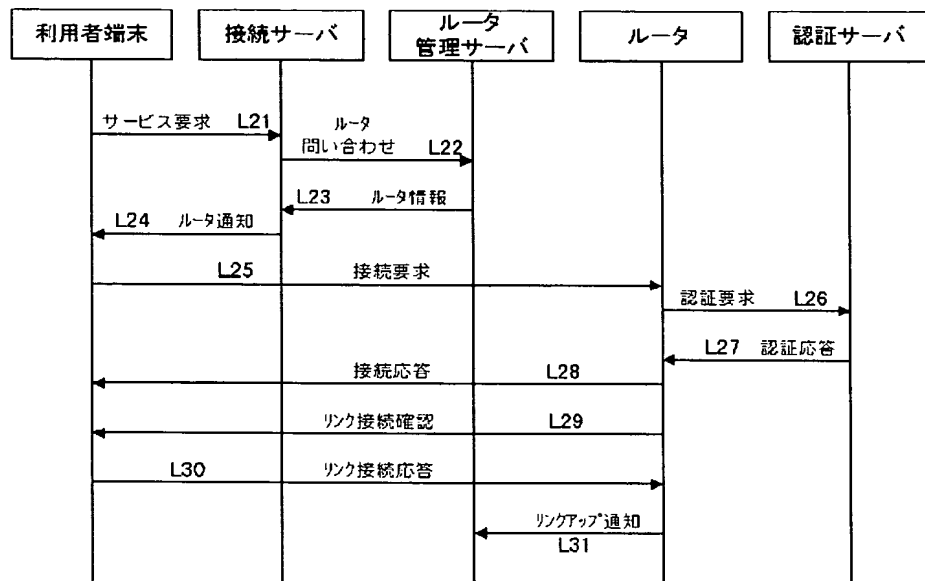 利用者端末
接続サーバ
ルータ
管理サーバ
ルータ
認証サーバ
サービス要求 L21
ルータ
問い合わせ L22
L23 ルータ情報
L24 ルータ通知
L25 接続要求
認証要求 L26
L27 認証応答
接続応答 L28
リンク接続確認 L29
L30 リンク接続応答
リンクアップ通知
L31